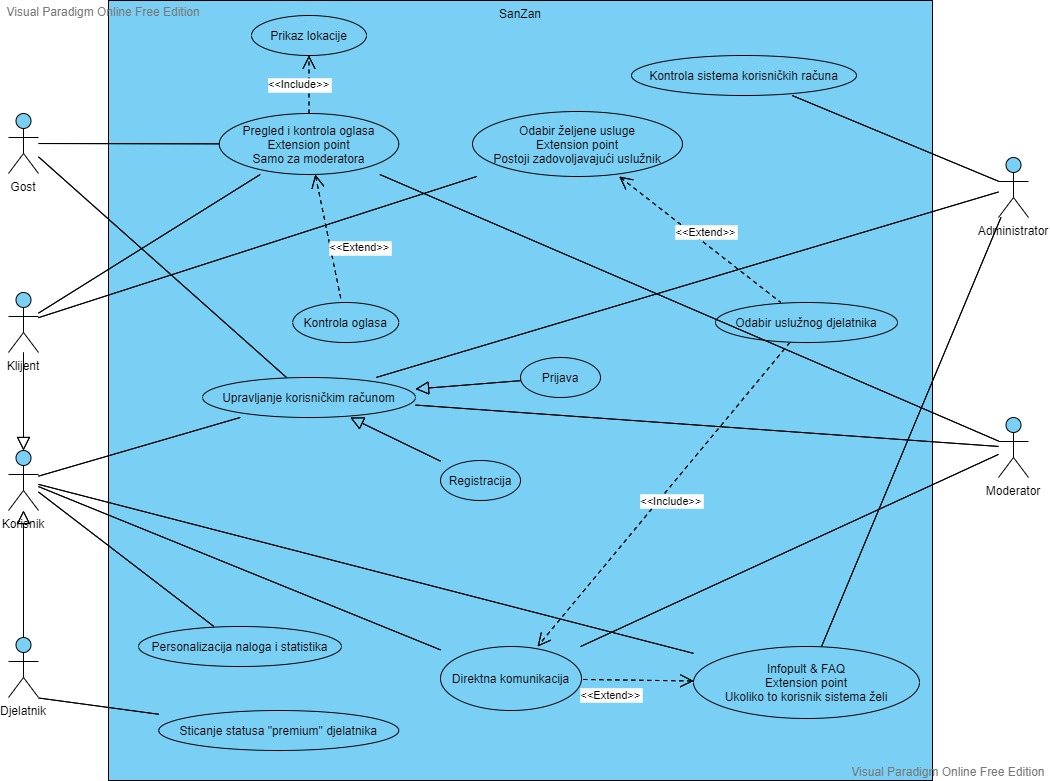 Visual Paradigm Online Free Edition
SanZan
Prikaz lokacije
<<Include>>
Kontrola sistema korisničkih računa
Pregled i kontrola oglasa
Extension point
Samo za moderatora
Odabir željene usluge
Extension point
Postoji zadovoljavajući uslužnik
Gost
Administrator
<<Extend>>
<<Extend>>
Kontrola oglasa
Odabir uslužnog djelatnika
Klijent
Prijava
Upravljanje korisničkim računom
Registracija
Moderator
<<Include>>
Korisnik
Personalizacija naloga i statistika
Direktna komunikacija
<<Extend>>
Infopult & FAQ
Extension point
Ukoliko to korisnik sistema želi
Djelatnik
Sticanje statusa "premium" djelatnika
Visual Paradigm Online Free Edition